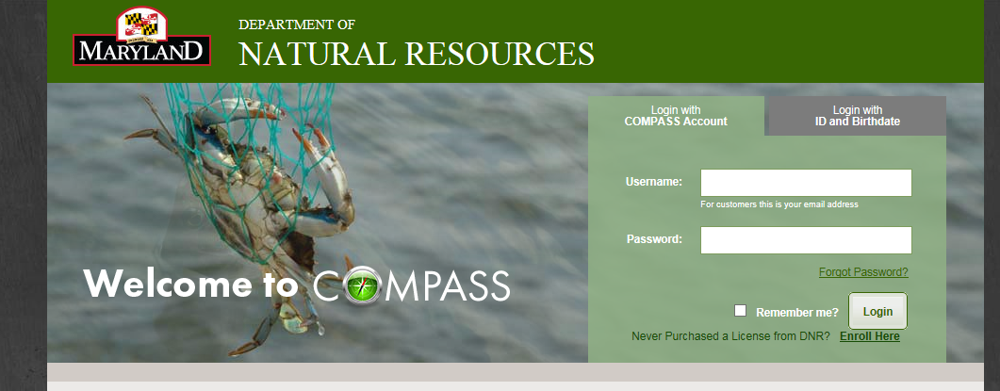 MARYLAND
DEPARTMENT OF
NATURAL RESOURCES
Login with
COMPASS Account
Login with
ID and Birthdate
Username:
For customers this is your email address
Password:
Forgot Password?
Remember me?
Login
Never Purchased a License from DNR? Enroll Here
Welcome to COMPASS